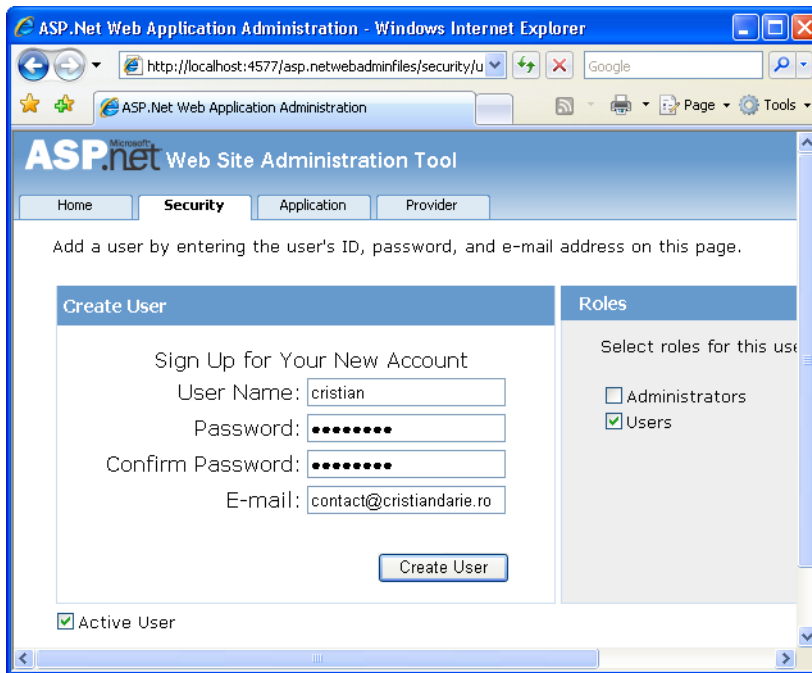 ASP.Net Web Application Administration - Windows Internet Explorer
http://localhost:4577/asp.netwebadminfiles/security/u
Google
ASP.Net Web Application Administration
Page
Tools
Microsoft
ASP.net Web Site Administration Tool
Home
Security
Application
Provider
Add a user by entering the user's ID, password, and e-mail address on this page.
Create User
Sign Up for Your New Account
User Name: cristian
Password: ●●●●●●●●
Confirm Password: ●●●●●●●●
E-mail: contact@cristiandarie.ro
Create User
Roles
Select roles for this use
Administrators
Users
Active User